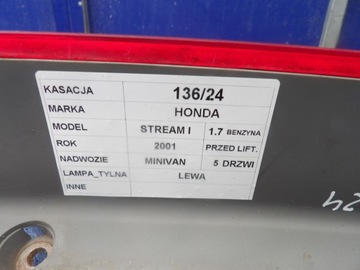 KASACJA 136/24
MARKA HONDA
MODEL STREAM I 1.7 BENZYNA
ROK 2001 PRZED LIFT.
NADWOZIE MINIVAN 5 DRZWI
LAMPA_TYLNA LEWA
INNE
24